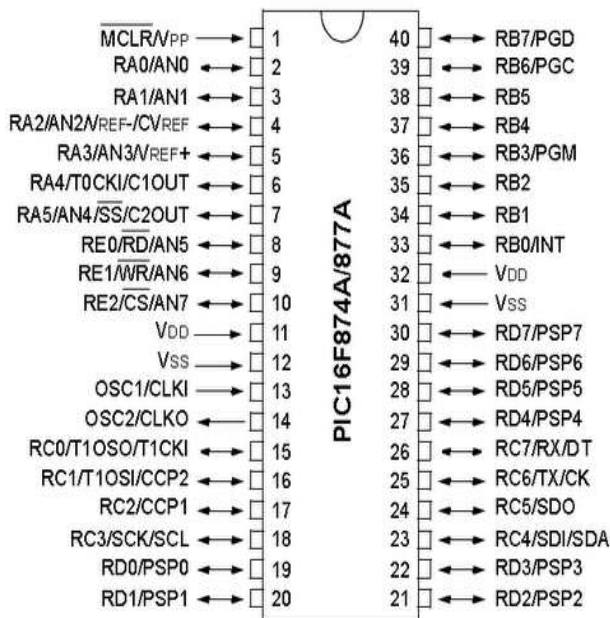 MCLR/VPP 1 40 RB7/PGD
RA0/AN0 2 39 RB6/PGC
RA1/AN1 3 38 RB5
RA2/AN2/VREF-/CVREF 4 37 RB4
RA3/AN3/VREF+ 5 36 RB3/PGM
RA4/T0CKI/C1OUT 6 35 RB2
RA5/AN4/SS/C2OUT 7 34 RB1
RE0/RD/AN5 8 33 RB0/INT
RE1/WR/AN6 9 32 VDD
RE2/CS/AN7 10 31 VSS
VDD 11 30 RD7/PSP7
VSS 12 29 RD6/PSP6
OSC1/CLKI 13 28 RD5/PSP5
OSC2/CLKO 14 27 RD4/PSP4
RC0/T1OSO/T1CKI 15 26 RC7/RX/DT
RC1/T1OSI/CCP2 16 25 RC6/TX/CK
RC2/CCP1 17 24 RC5/SDO
RC3/SCK/SCL 18 23 RC4/SDI/SDA
RD0/PSP0 19 22 RD3/PSP3
RD1/PSP1 20 21 RD2/PSP2
PIC16F874A/877A